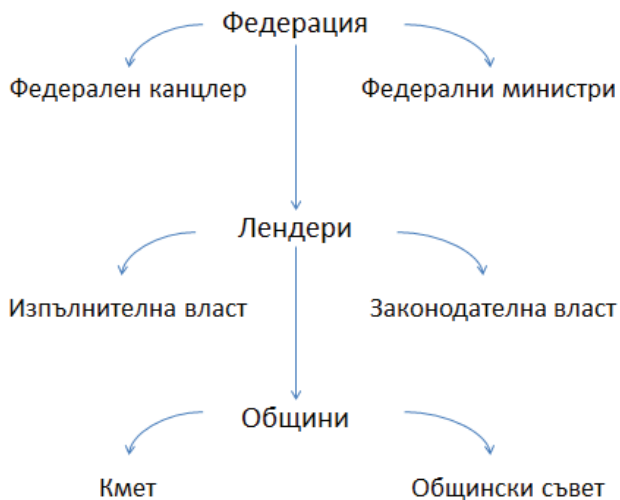 Федерация
Федерален канцлер
Федерални министри
Лендери
Изпълнителна власт
Законодателна власт
Общини
Кмет
Общински съвет